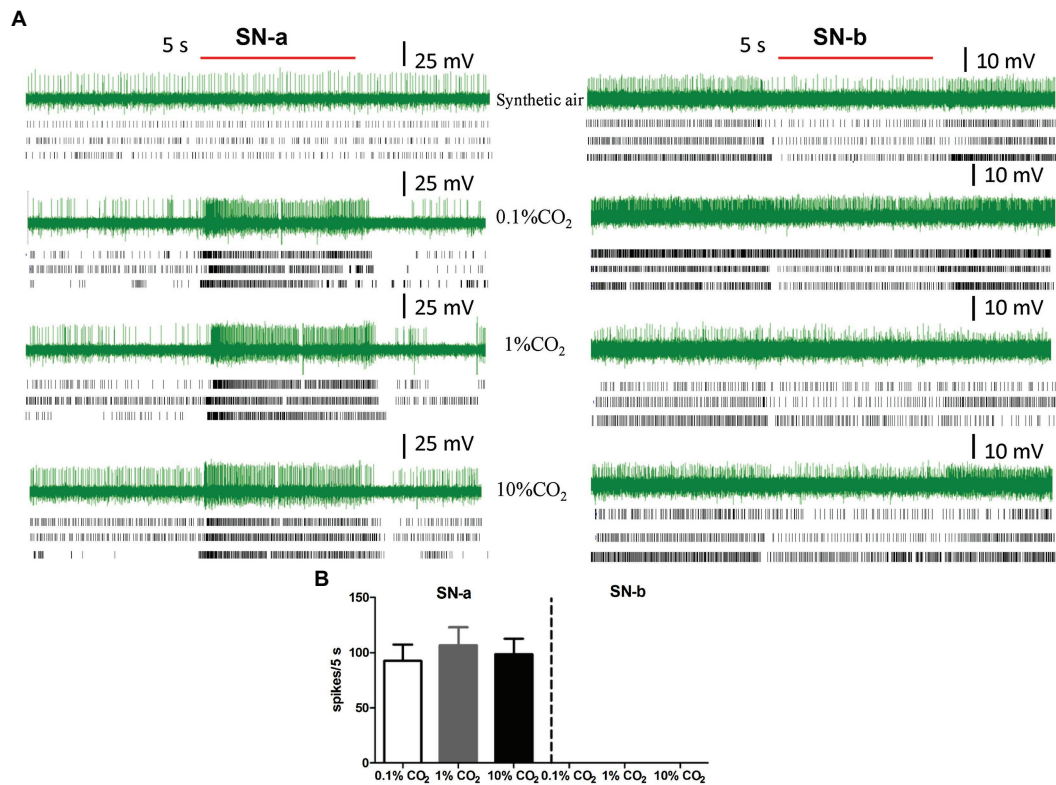 A
5 s
SN-a
25 mV
5 s
SN-b
10 mV
Synthetic air
25 mV
0.1%CO₂
10 mV
25 mV
1%CO₂
10 mV
25 mV
10%CO₂
10 mV
B
SN-a
SN-b
150
100
50
0
spikes/5 s
0.1% CO₂ 1% CO₂ 10% CO₂ 0.1% CO₂ 1% CO₂ 10% CO₂